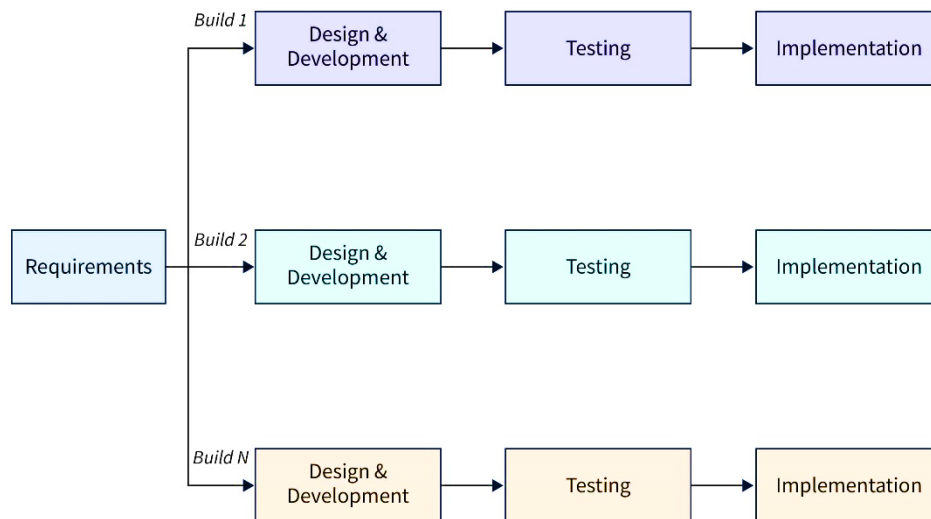 Build 1
Design &
Development
Testing
Implementation
Requirements
Build 2
Design &
Development
Testing
Implementation
Build N
Design &
Development
Testing
Implementation